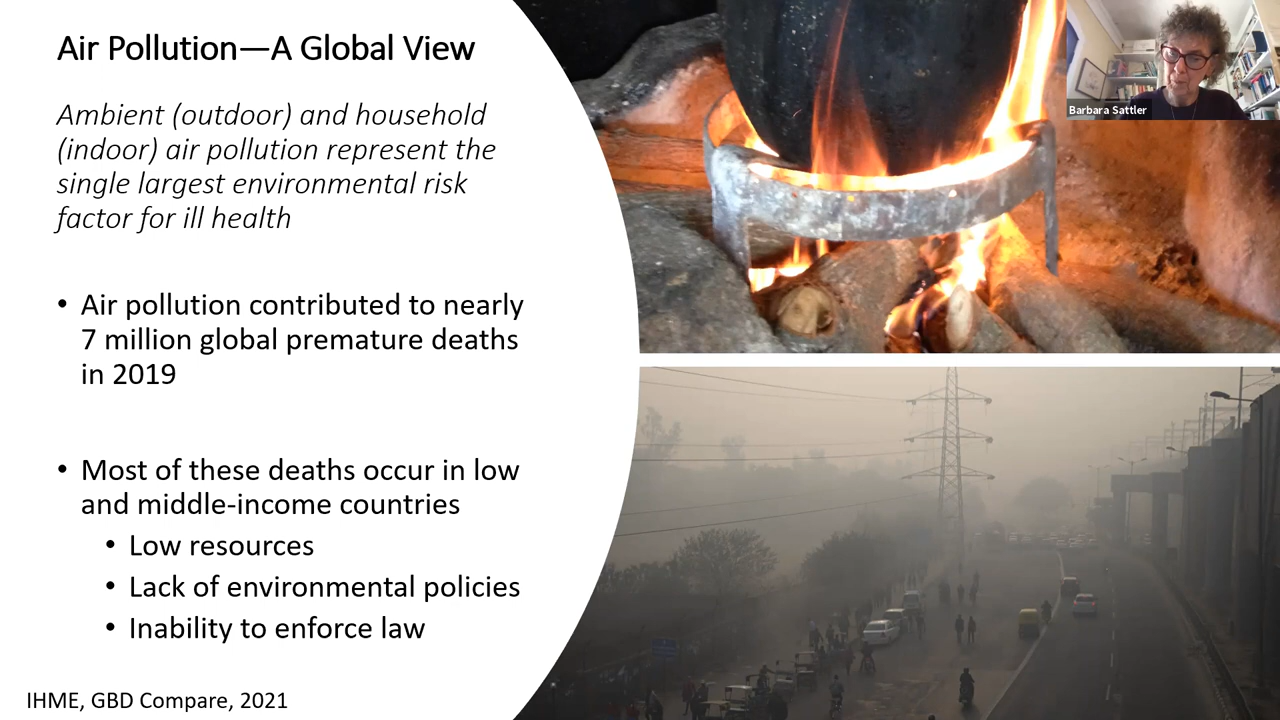 Air Pollution—A Global View
Ambient (outdoor) and household
(indoor) air pollution represent the
single largest environmental risk
factor for ill health
• Air pollution contributed to nearly
7 million global premature deaths
in 2019
• Most of these deaths occur in low
and middle-income countries
• Low resources
• Lack of environmental policies
• Inability to enforce law
IHME, GBD Compare, 2021
Barbara Sattler